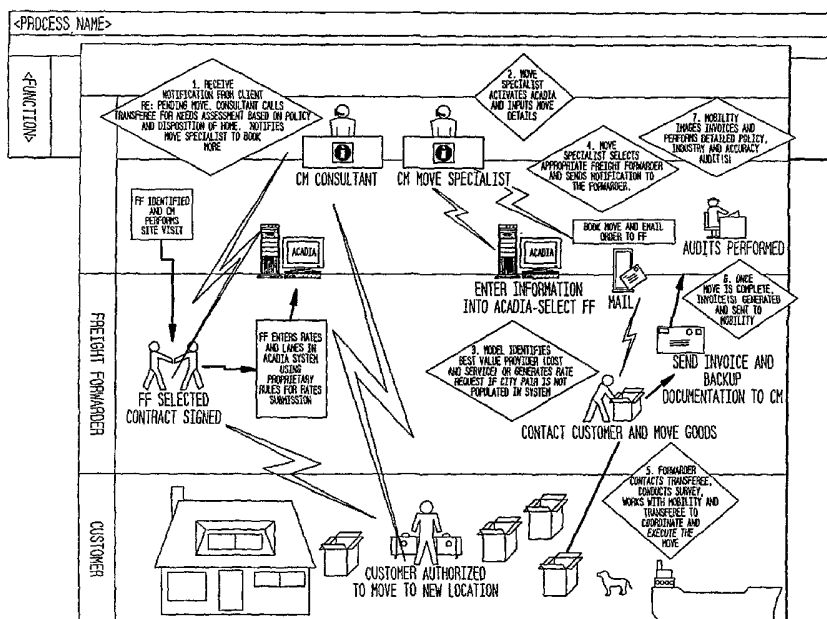 <PROCESS NAME>
<FUNCTION>
1. RECEIVE
NOTIFICATION FROM CLIENT
RE: PENDING MOVE. CONSULTANT CALLS
TRANSFEREE FOR NEEDS ASSESSMENT BASED ON POLICY
AND DISPOSITION OF HOME. NOTIFIES
MOVE SPECIALIST TO BOOK
MORE
2. MOVE
SPECIALIST
ACTIVATES ACADIA
AND INPUTS MOVE
DETAILS
7. MOBILITY
IMAGES INVOICES AND
PERFORMS DETAILED POLICY,
INDUSTRY AND ACCURACY
AUDIT(S)
4. MOVE
SPECIALIST SELECTS
APPROPRIATE FREIGHT FORWARDER
AND SENDS NOTIFICATION TO
THE FORWARDER.
CM CONSULTANT
CM MOVE SPECIALIST
FF IDENTIFIED
AND CM
PERFORMS
SITE VISIT
ACADIA
ACADIA
BOOK MOVE AND EMAIL
ORDER TO FF
AUDITS PERFORMED
ENTER INFORMATION
INTO ACADIA-SELECT FF
MAIL
6. ONCE
MOVE IS COMPLETE,
INVOICE(S) GENERATED
AND SENT TO
MOBILITY
FREIGHT FORWARDER
FF ENTERS RATES
AND LANES IN
ACADIA SYSTEM
USING
PROPRIETARY
RULES FOR RATES
SUBMISSION
3. MODEL IDENTIFIES
BEST VALUE PROVIDER (COST
AND SERVICE) OR GENERATES RATE
REQUEST IF CITY PAIR IS NOT
POPULATED IN SYSTEM
SEND INVOICE AND
BACKUP
DOCUMENTATION TO CM
FF SELECTED
CONTRACT SIGNED
CONTACT CUSTOMER AND MOVE GOODS
CUSTOMER
5. FORWARDER
CONTACTS TRANSFEREE,
CONDUCTS SURVEY,
WORKS WITH MOBILITY AND
TRANSFEREE TO
COORDINATE AND
EXECUTE THE
MOVE
CUSTOMER AUTHORIZED
TO MOVE TO NEW LOCATION